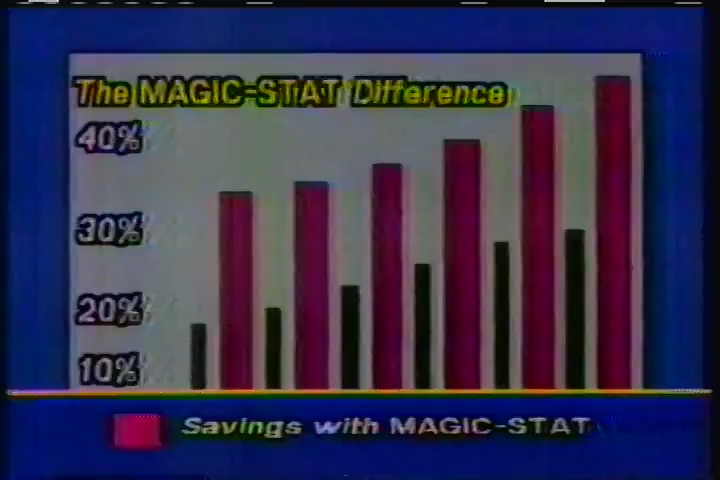 The MAGIC-STAT Difference
40%
30%
20%
10%
Savings with MAGIC-STAT